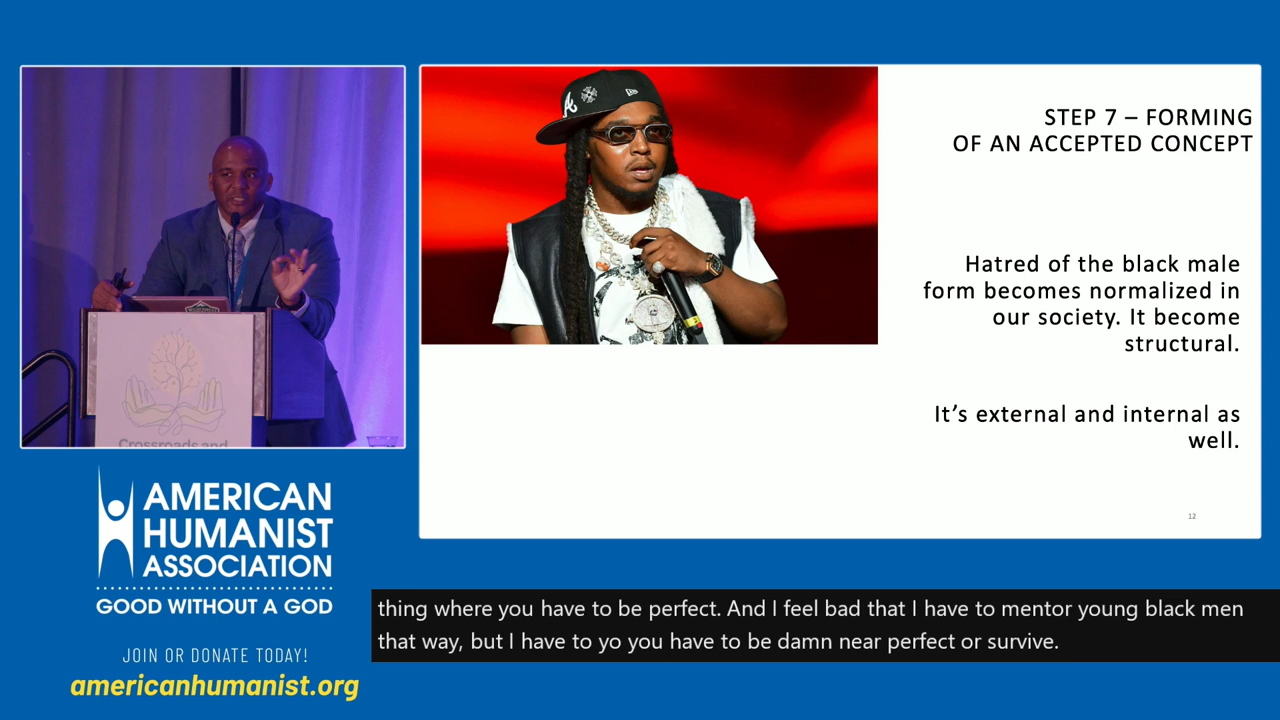 STEP 7 – FORMING
OF AN ACCEPTED CONCEPT
Hatred of the black male
form becomes normalized in
our society. It become
structural.
It’s external and internal as
well.
12
A
Crossroads and
AMERICAN
HUMANIST
ASSOCIATION
GOOD WITHOUT A GOD
JOIN OR DONATE TODAY!
americanhumanist.org
thing where you have to be perfect. And I feel bad that I have to mentor young black men
that way, but I have to yo you have to be damn near perfect or survive.